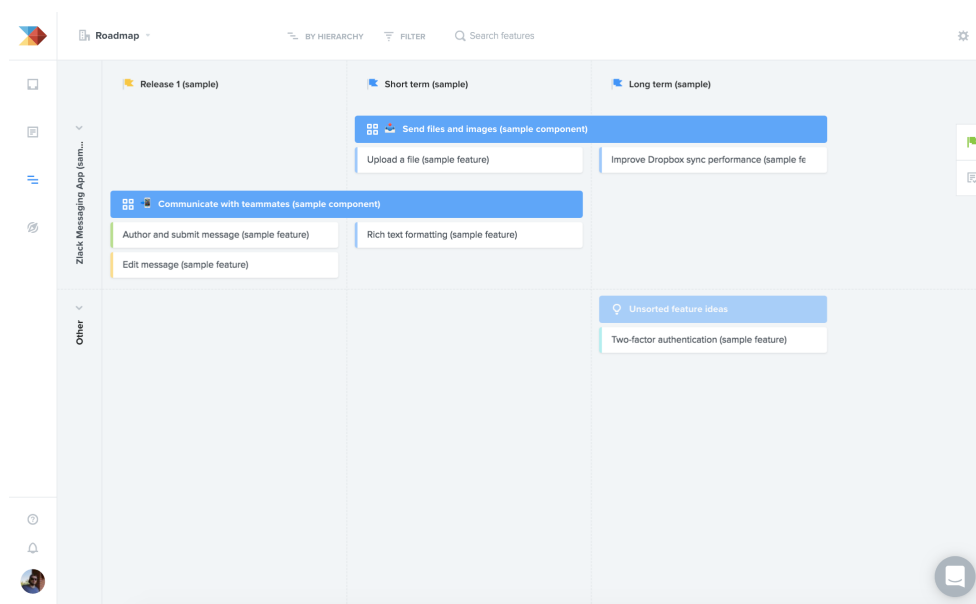 Roadmap
BY HIERARCHY
FILTER
Search features
Release 1 (sample)
Short term (sample)
Long term (sample)
Zlack Messaging App (sam...
Send files and images (sample component)
Upload a file (sample feature)
Improve Dropbox sync performance (sample fe
Communicate with teammates (sample component)
Author and submit message (sample feature)
Rich text formatting (sample feature)
Edit message (sample feature)
Other
Unsorted feature ideas
Two-factor authentication (sample feature)